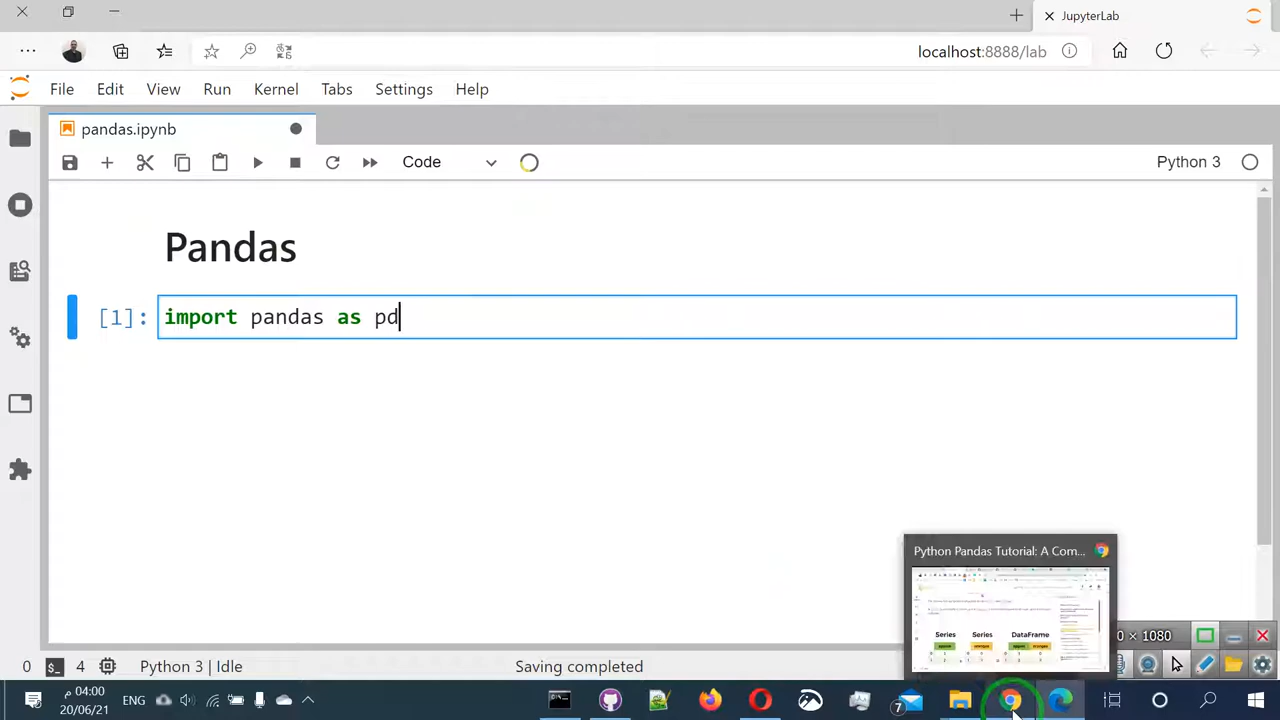 JupyterLab
localhost:8888/lab
File Edit View Run Kernel Tabs Settings Help
pandas.ipynb
Code
Python 3
Pandas
[1]: import pandas as pd
Python Pandas Tutorial: A Com...
Series Series DataFrame
0 × 1080
0 4 Python 3 | Idle Saving completed
04:00 م
20/06/21
ENG
7